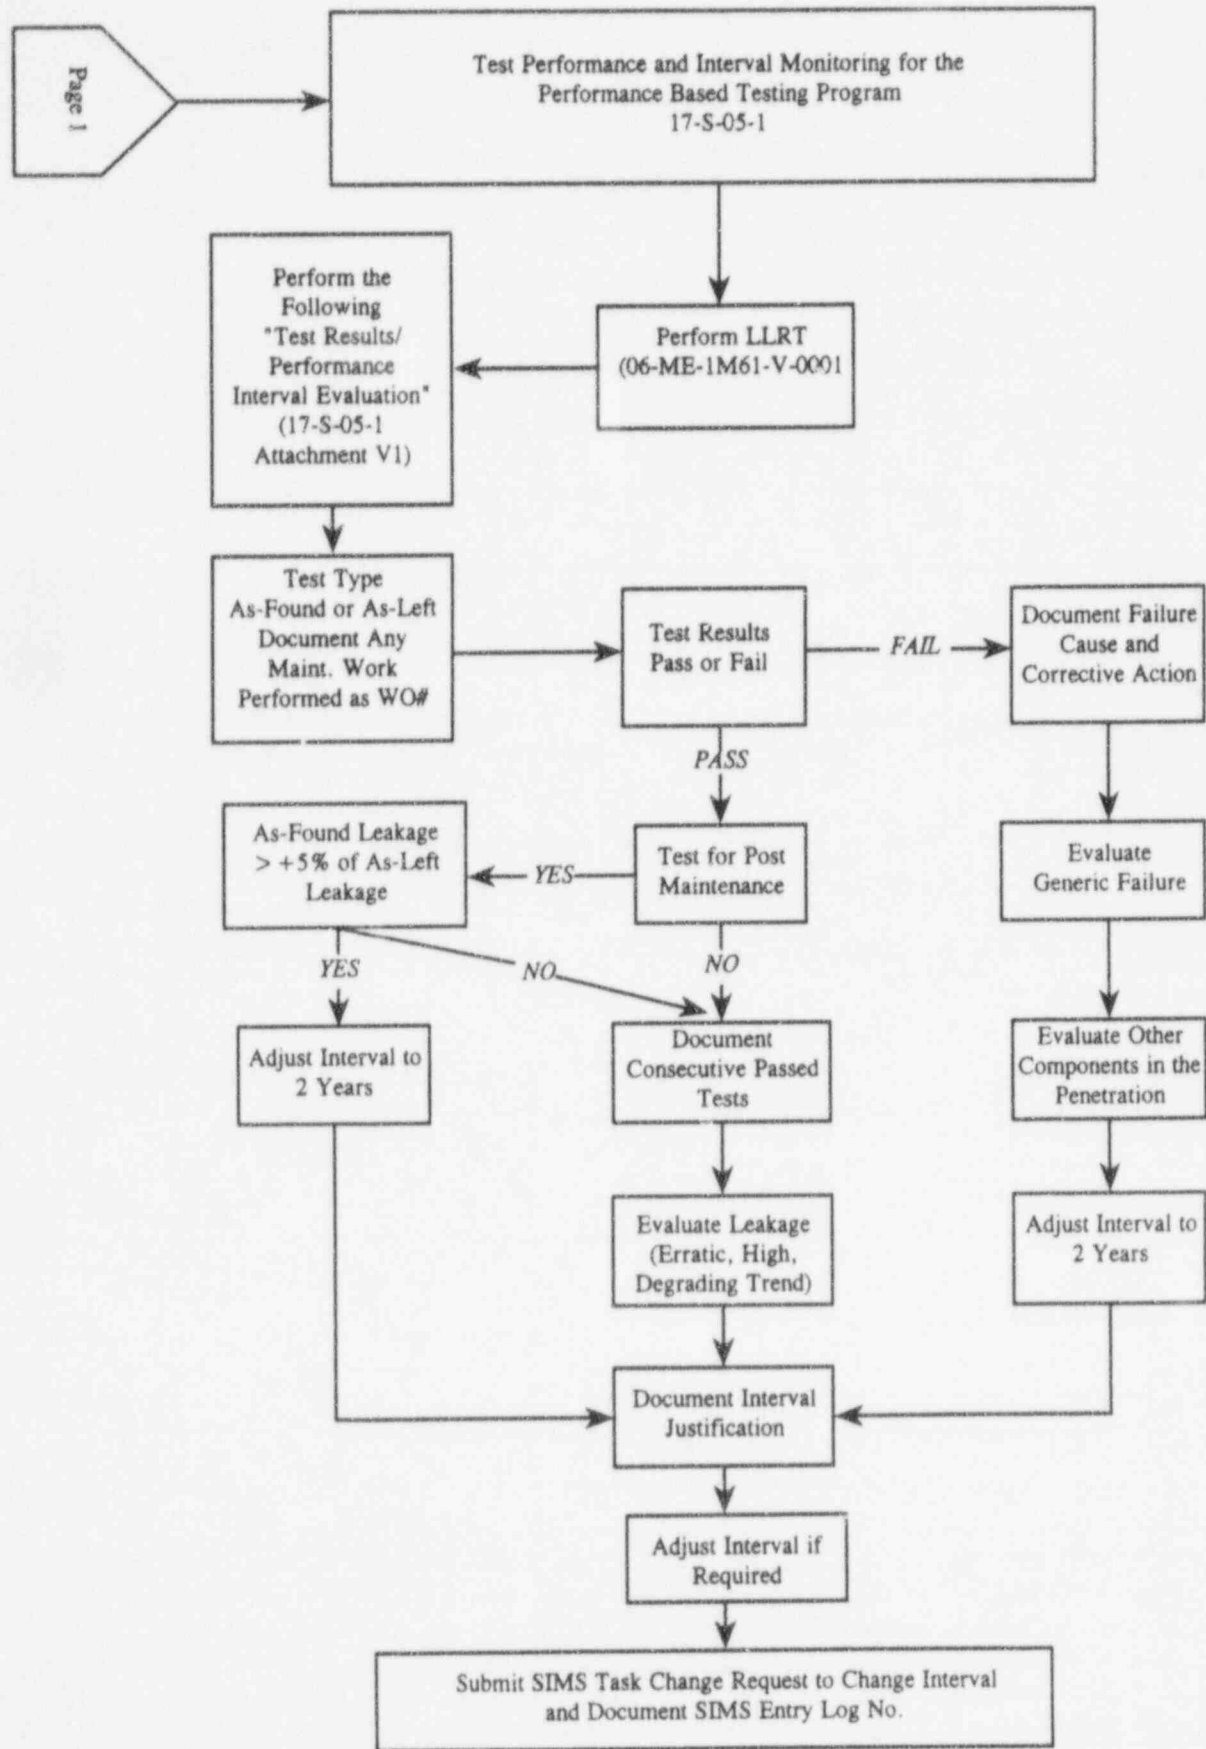 Page 1
Test Performance and Interval Monitoring for the
Performance Based Testing Program
17-S-05-1
Perform the
Following
"Test Results/
Performance
Interval Evaluation"
(17-S-05-1
Attachment V1)
Perform LLRT
(06-ME-1M61-V-0001
Test Type
As-Found or As-Left
Document Any
Maint. Work
Performed as WO#
Test Results
Pass or Fail
FAIL
Document Failure
Cause and
Corrective Action
PASS
As-Found Leakage
> +5% of As-Left
Leakage
YES
Test for Post
Maintenance
Evaluate
Generic Failure
YES
NO
NO
Adjust Interval to
2 Years
Document
Consecutive Passed
Tests
Evaluate Other
Components in the
Penetration
Evaluate Leakage
(Erratic, High,
Degrading Trend)
Adjust Interval to
2 Years
Document Interval
Justification
Adjust Interval if
Required
Submit SIMS Task Change Request to Change Interval
and Document SIMS Entry Log No.